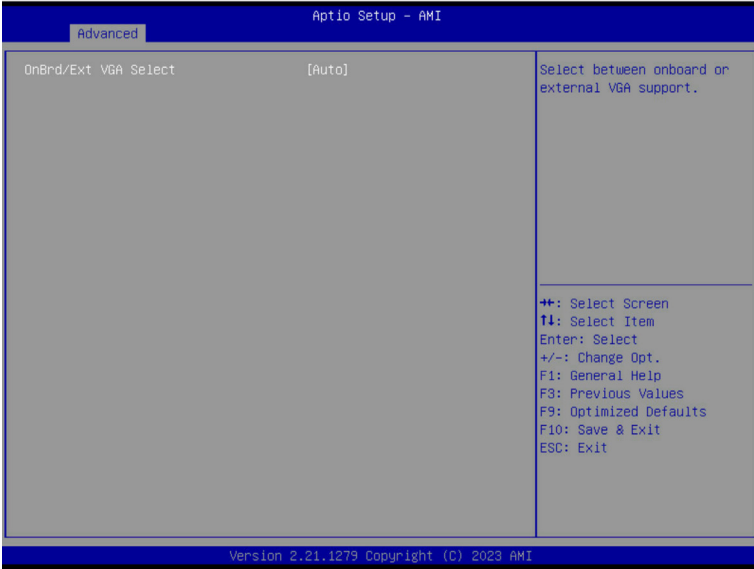 Aptio Setup – AMI
Advanced
OnBrd/Ext VGA Select [Auto]
Select between onboard or
external VGA support.
→←: Select Screen
↑↓: Select Item
Enter: Select
+/-: Change Opt.
F1: General Help
F3: Previous Values
F9: Optimized Defaults
F10: Save & Exit
ESC: Exit
Version 2.21.1279 Copyright (C) 2023 AMI